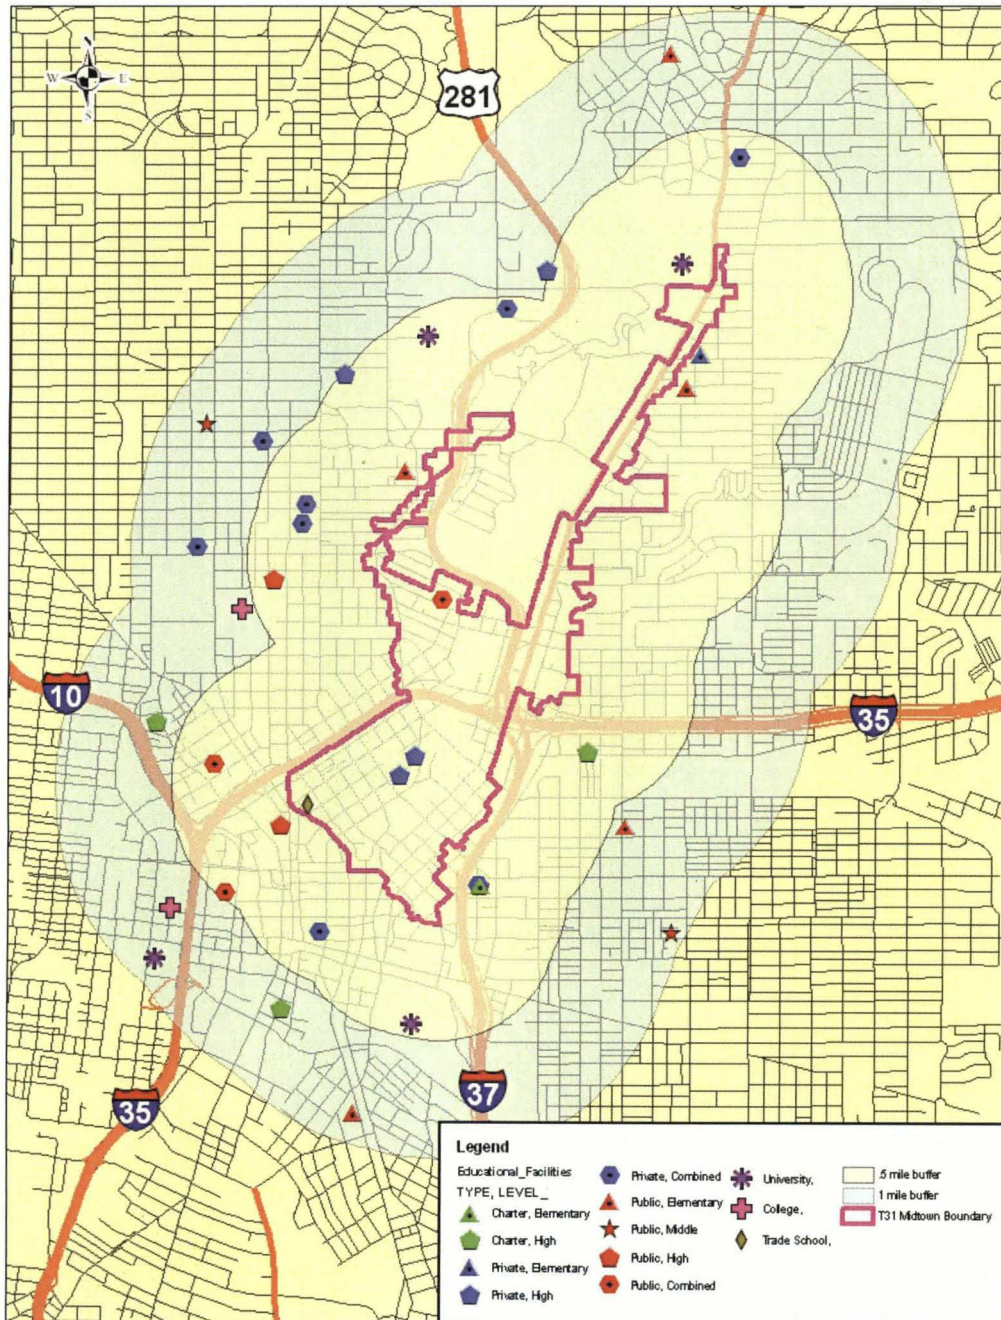 N
W E
S
281
10
35
37
35
Legend
Educational_Facilities
TYPE, LEVEL_
Charter, Elementary
Charter, High
Private, Elementary
Private, High
Private, Combined
Public, Elementary
Public, Middle
Public, High
Public, Combined
University,
College,
Trade School,
.5 mile buffer
1 mile buffer
T31 Midtown Boundary